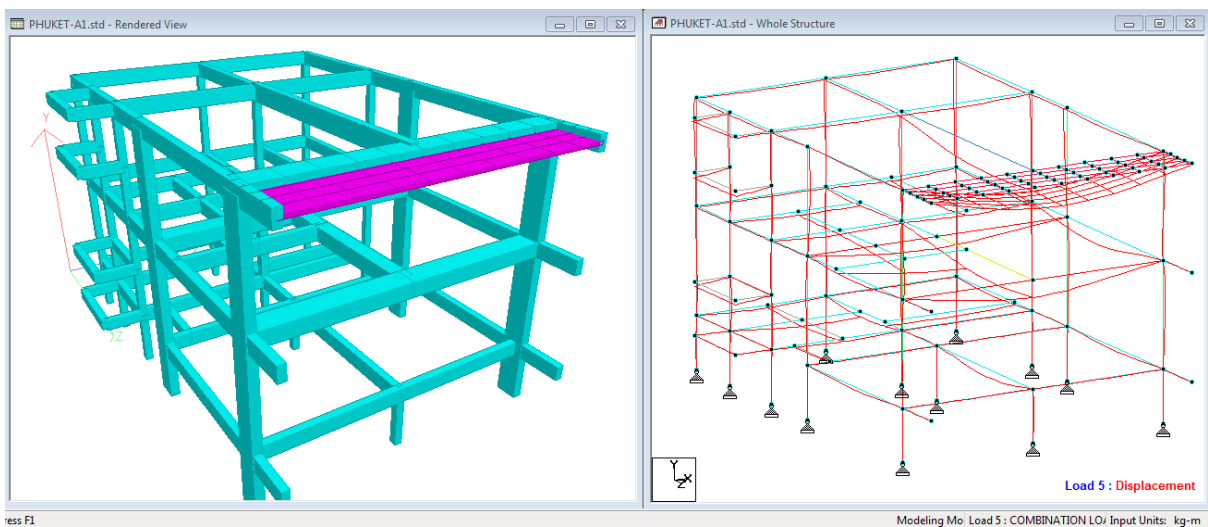 PHUKET-A1.std - Rendered View
PHUKET-A1.std - Whole Structure
Y
Z
Y
X
Z
Load 5 : Displacement
ress F1
Modeling Mo Load 5 : COMBINATION LO/ Input Units: kg-m